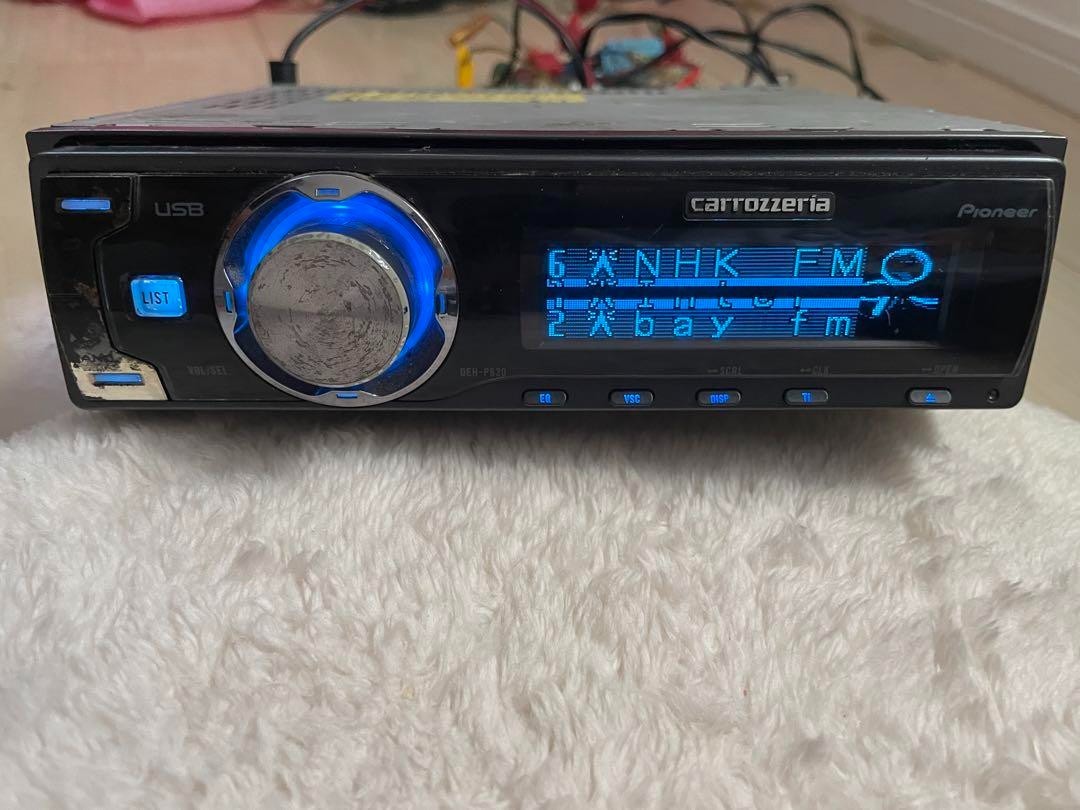 USB
carrozzeria
Pioneer
LIST
6 NHK FM
2 bay fm
VOL/SEL
DEH-P630
SCRL
CLK
OPEN
EQ
VSC
DISP
TI